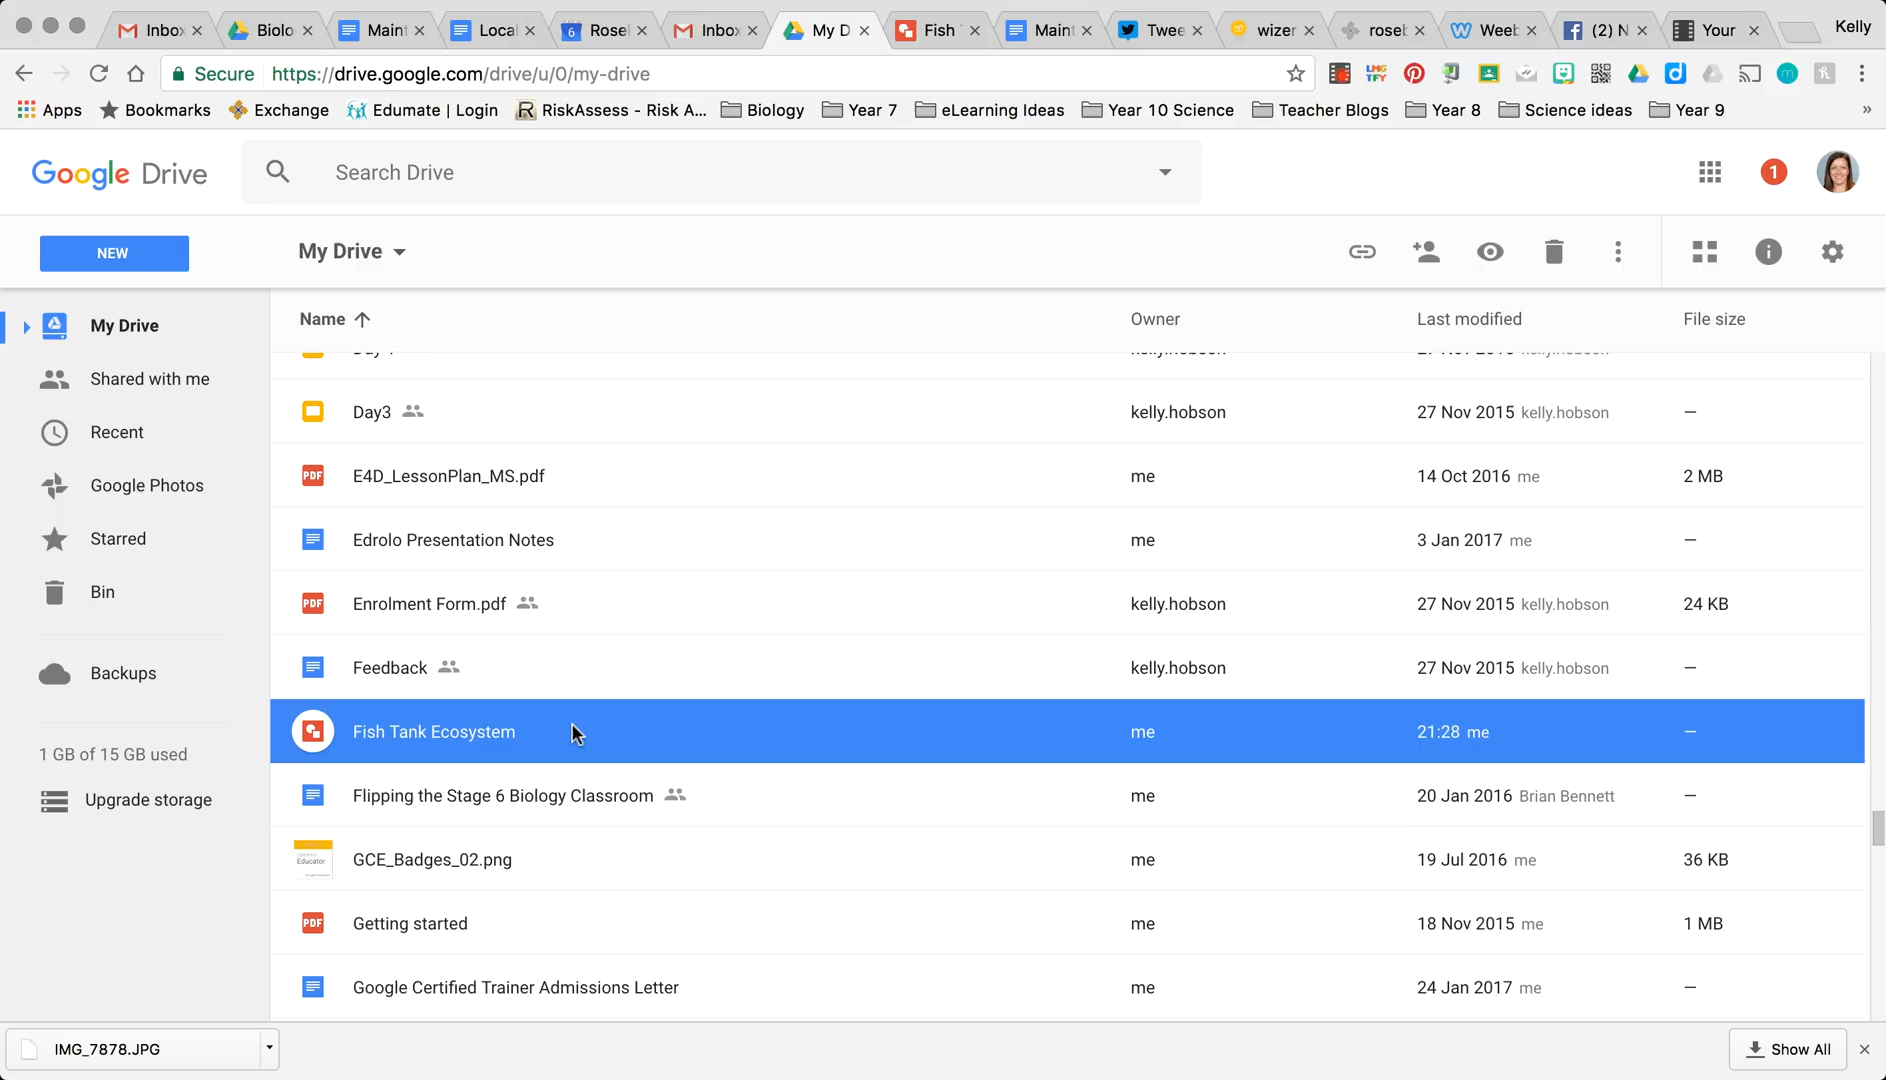 Inbox Biolo Maint Local Rosel Inbox My D Fish Maint Twee wizer rosel Weeb (2) N Your Kelly
Secure https://drive.google.com/drive/u/0/my-drive
Apps Bookmarks Exchange Edumate | Login RiskAssess - Risk A... Biology Year 7 eLearning Ideas Year 10 Science Teacher Blogs Year 8 Science ideas Year 9 »
Google Drive Search Drive 1
NEW My Drive
My Drive
Shared with me
Recent
Google Photos
Starred
Bin
Backups
1 GB of 15 GB used
Upgrade storage
Name Owner Last modified File size
Day3 kelly.hobson 27 Nov 2015 kelly.hobson –
PDF E4D_LessonPlan_MS.pdf me 14 Oct 2016 me 2 MB
Edrolo Presentation Notes me 3 Jan 2017 me –
PDF Enrolment Form.pdf kelly.hobson 27 Nov 2015 kelly.hobson 24 KB
Feedback kelly.hobson 27 Nov 2015 kelly.hobson –
Fish Tank Ecosystem me 21:28 me –
Flipping the Stage 6 Biology Classroom me 20 Jan 2016 Brian Bennett –
Educator GCE_Badges_02.png me 19 Jul 2016 me 36 KB
PDF Getting started me 18 Nov 2015 me 1 MB
Google Certified Trainer Admissions Letter me 24 Jan 2017 me –
IMG_7878.JPG Show All